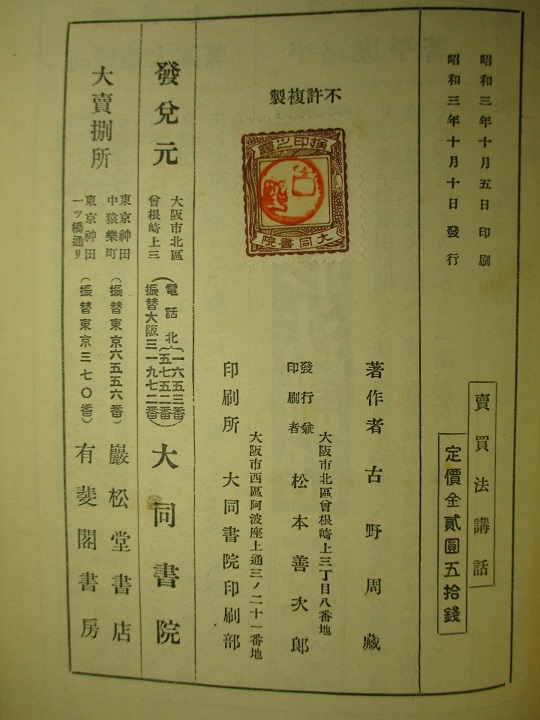 昭和三年十月五日印刷
昭和三年十月十日發行
賣買法講話
定價金貳圓五拾錢
不許複製
檢印之證
大同書院
著作者 古野周藏
大阪市北區曾根崎上三丁目八番地
發行兼印刷者 松本善次郎
大阪市西區阿波座上通三ノ二十一番地
印刷所 大同書院印刷部
發兌元
大阪市北區曾根崎上三
(電話北{一六五三番 五七五二番
振替大阪三一九七二番)
大同書院
大賣捌所
東京神田中猿樂町
(振替東京六五五六番)
巖松堂書店
東京神田一ッ橋通リ
(振替東京三七〇番)
有斐閣書房